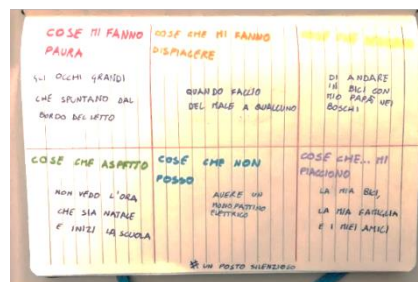 COSE MI FANNO
PAURA
GLI OCCHI GRANDI
CHE SPUNTANO DAL
BORDO DEL LETTO
COSE CHE MI FANNO
DISPIACERE
QUANDO FACCIO
DEL MALE A QUALCUNO
COSE CHE
DI ANDARE
IN BICI CON
MIO PAPÀ NEI
BOSCHI
COSE CHE ASPETTO
NON VEDO L'ORA
CHE SIA NATALE
E INIZI LA SCUOLA
COSE CHE NON
POSSO
AVERE UN
MONOPATTINO
ELETTRICO
COSE CHE... MI
PIACCIONO
LA MIA BICI,
LA MIA FAMIGLIA
E I MIEI AMICI
# UN POSTO SILENZIOSO